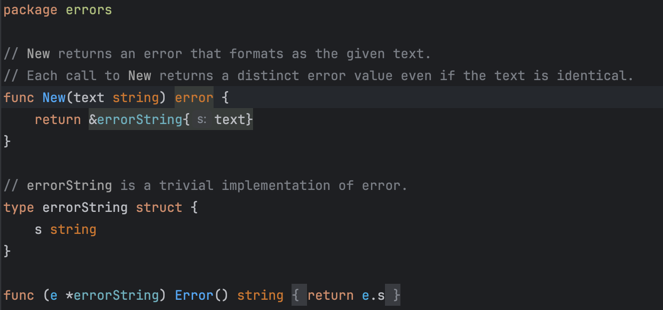 package errors
// New returns an error that formats as the given text.
// Each call to New returns a distinct error value even if the text is identical.
func New(text string) error {
    return &errorString{ s: text}
}
// errorString is a trivial implementation of error.
type errorString struct {
    s string
}
func (e *errorString) Error() string { return e.s }